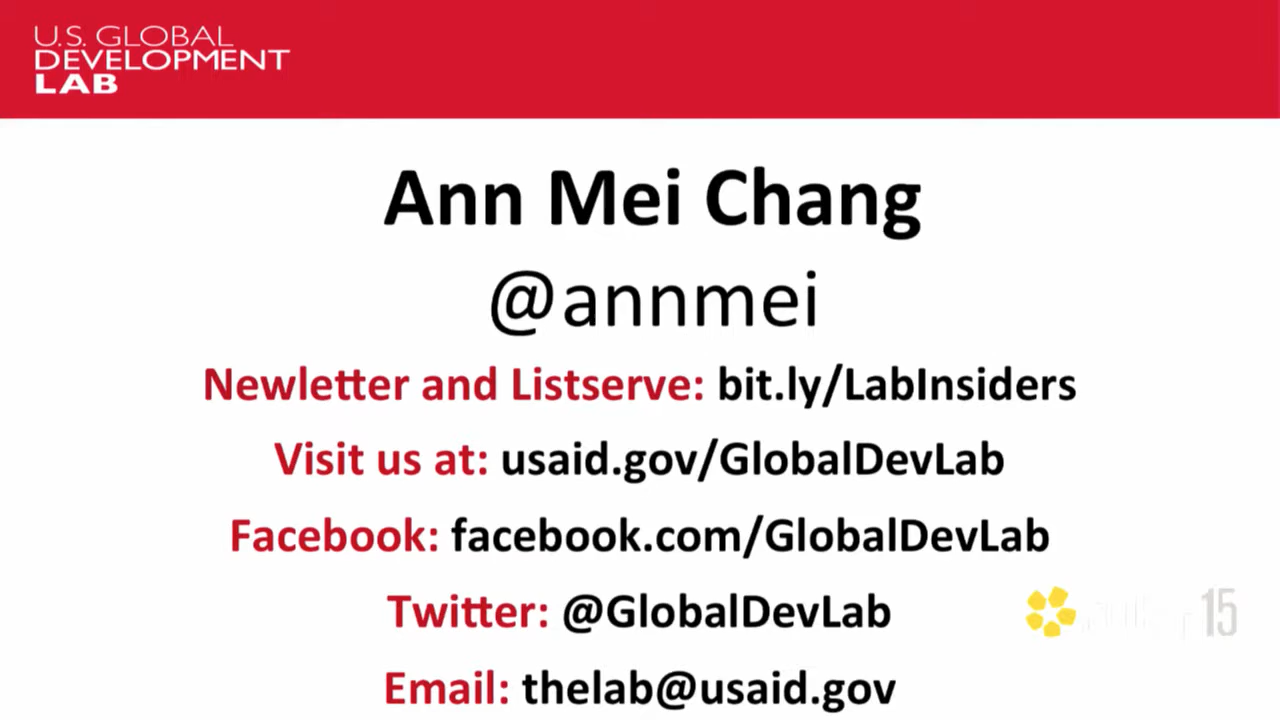 U.S. GLOBAL
DEVELOPMENT
LAB
Ann Mei Chang
@annmei
Newletter and Listserve: bit.ly/LabInsiders
Visit us at: usaid.gov/GlobalDevLab
Facebook: facebook.com/GlobalDevLab
Twitter: @GlobalDevLab
15
Email: thelab@usaid.gov